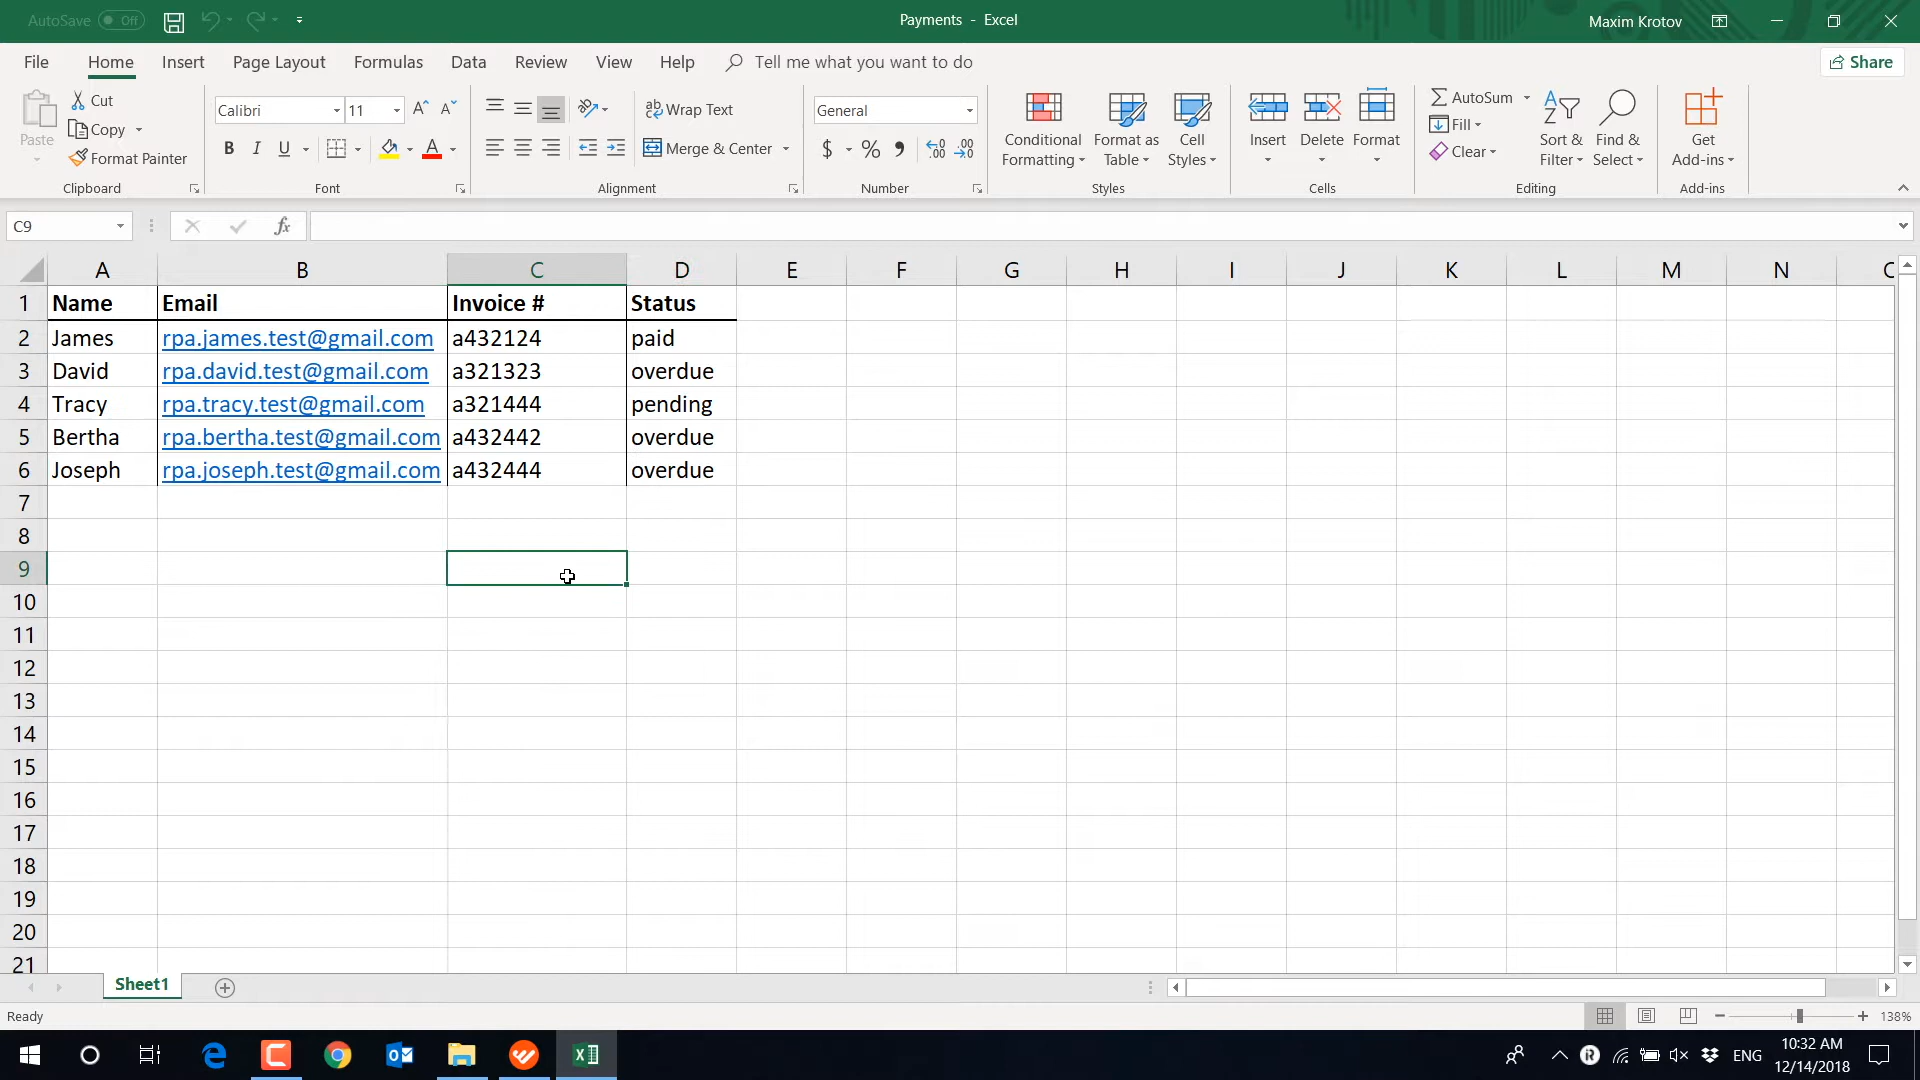 AutoSave Off
Payments - Excel
Maxim Krotov
File Home Insert Page Layout Formulas Data Review View Help Tell me what you want to do Share
Paste
Cut
Copy
Format Painter
Clipboard
Calibri 11
B I U
Font
Wrap Text
Merge & Center
Alignment
General
$ % ,
Number
Conditional Formatting
Format as Table
Cell Styles
Styles
Insert
Delete
Format
Cells
AutoSum
Fill
Clear
Sort & Filter
Find & Select
Editing
Get Add-ins
Add-ins
C9 fx
A B C D E F G H I J K L M N
1 Name Email Invoice # Status
2 James rpa.james.test@gmail.com a432124 paid
3 David rpa.david.test@gmail.com a321323 overdue
4 Tracy rpa.tracy.test@gmail.com a321444 pending
5 Bertha rpa.bertha.test@gmail.com a432442 overdue
6 Joseph rpa.joseph.test@gmail.com a432444 overdue
7
8
9
10
11
12
13
14
15
16
17
18
19
20
21
Sheet1
Ready
138%
ENG
10:32 AM
12/14/2018